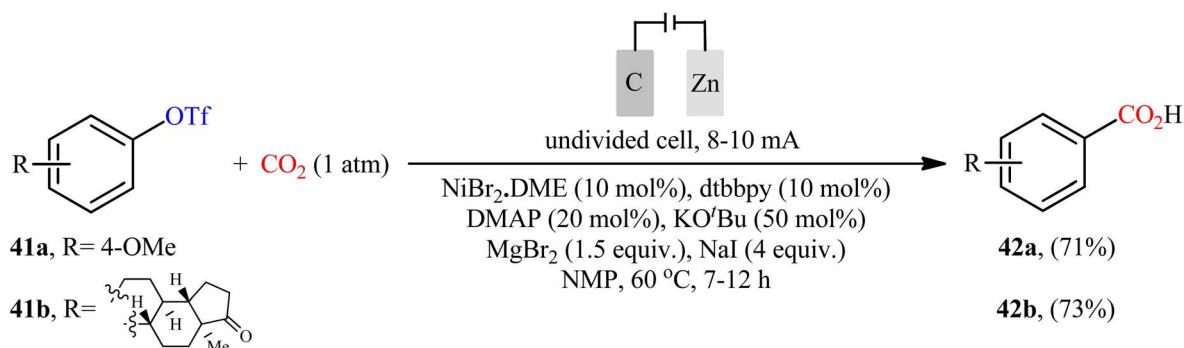 C Zn
OTf
R
+ CO₂ (1 atm)
undivided cell, 8-10 mA
NiBr₂.DME (10 mol%), dtbbpy (10 mol%)
DMAP (20 mol%), KOᵗBu (50 mol%)
MgBr₂ (1.5 equiv.), NaI (4 equiv.)
NMP, 60 °C, 7-12 h
CO₂H
R
41a, R= 4-OMe
42a, (71%)
41b, R=
H
H
H
Me
O
42b, (73%)